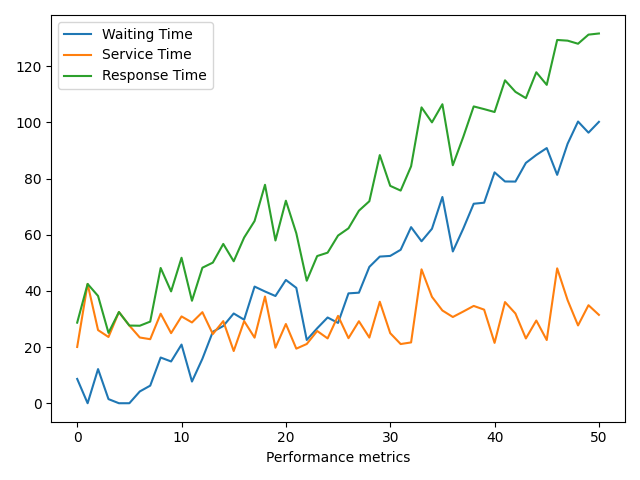 Waiting Time
Service Time
Response Time
120
100
80
60
40
20
0
0 10 20 30 40 50
Performance metrics